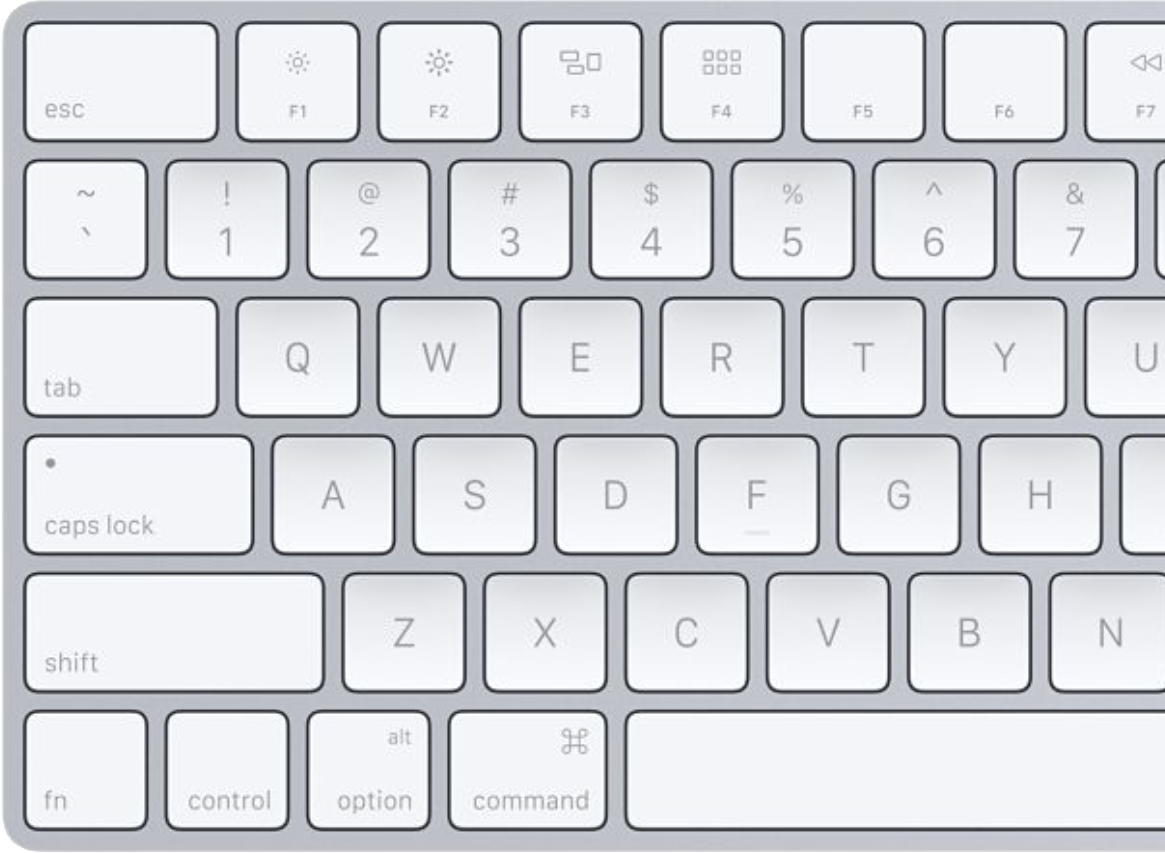 esc F1 F2 F3 F4 F5 F6 F7
~ ! @ # $ % ^ &
` 1 2 3 4 5 6 7
tab Q W E R T Y U
caps lock A S D F G H
shift Z X C V B N
alt ⌘
fn control option command